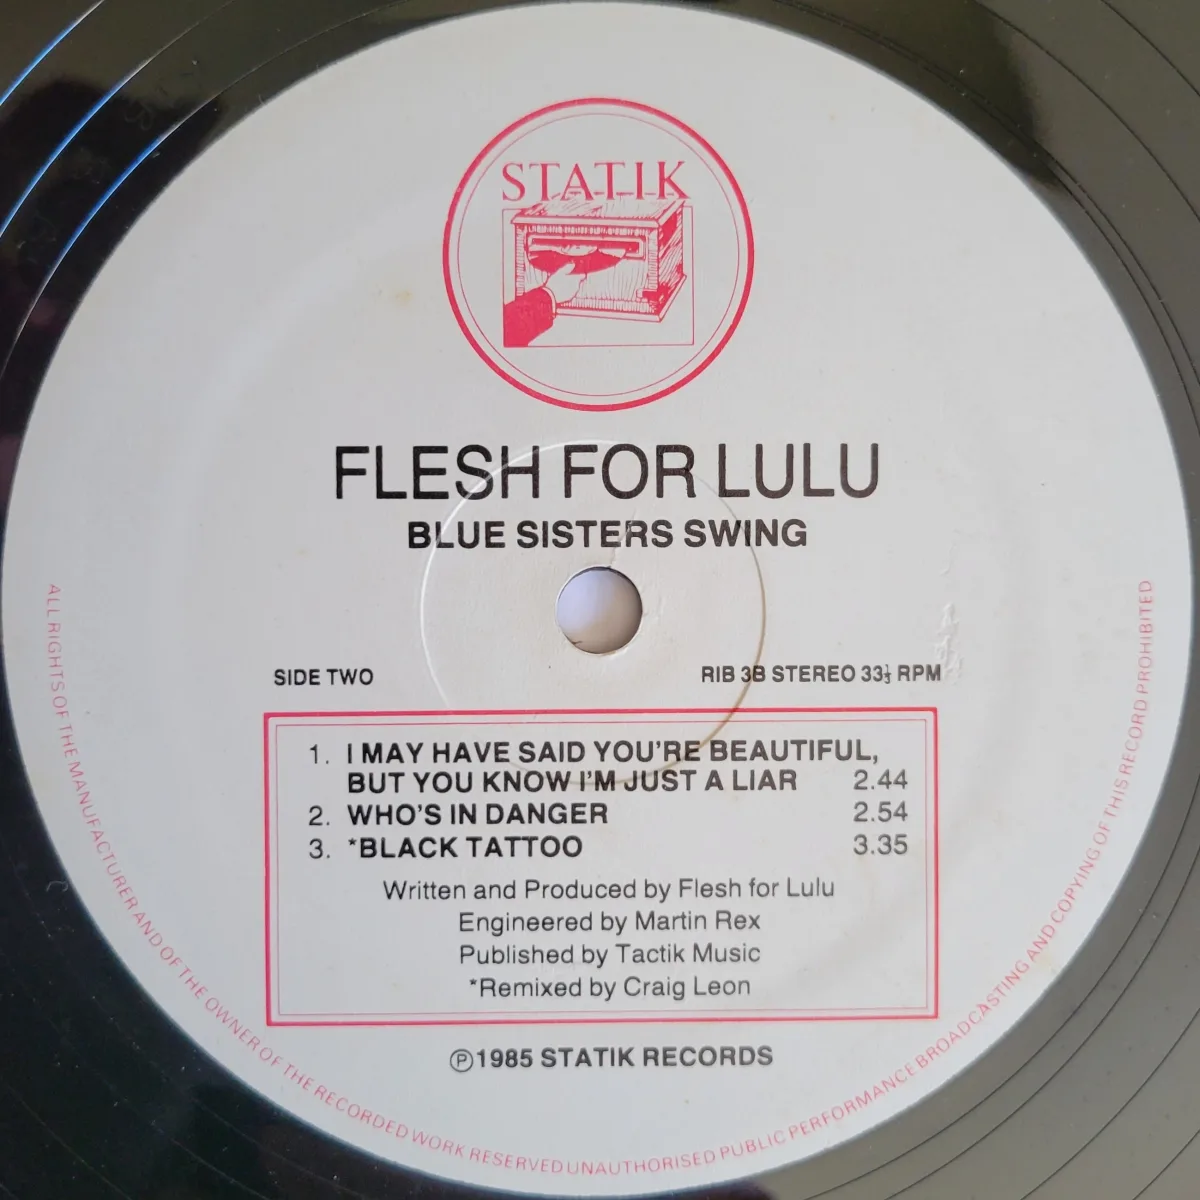 STATIK
FLESH FOR LULU
BLUE SISTERS SWING
SIDE TWO
RIB 3B STEREO 33⅓ RPM
1. I MAY HAVE SAID YOU'RE BEAUTIFUL,
BUT YOU KNOW I'M JUST A LIAR 2.44
2. WHO'S IN DANGER 2.54
3. *BLACK TATTOO 3.35
Written and Produced by Flesh for Lulu
Engineered by Martin Rex
Published by Tactik Music
*Remixed by Craig Leon
Ⓟ1985 STATIK RECORDS
ALL RIGHTS OF THE MANUFACTURER AND OF THE OWNER OF THE RECORDED WORK RESERVED UNAUTHORISED PUBLIC PERFORMANCE BROADCASTING AND COPYING OF THIS RECORD PROHIBITED